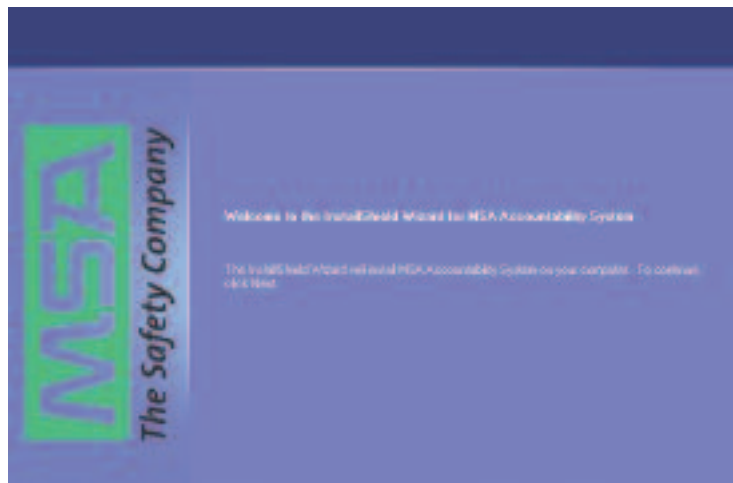 MSA
The Safety Company
Welcome to the InstallShield Wizard for MSA Accountability System
The InstallShield Wizard will install MSA Accountability System on your computer. To continue,
click Next.